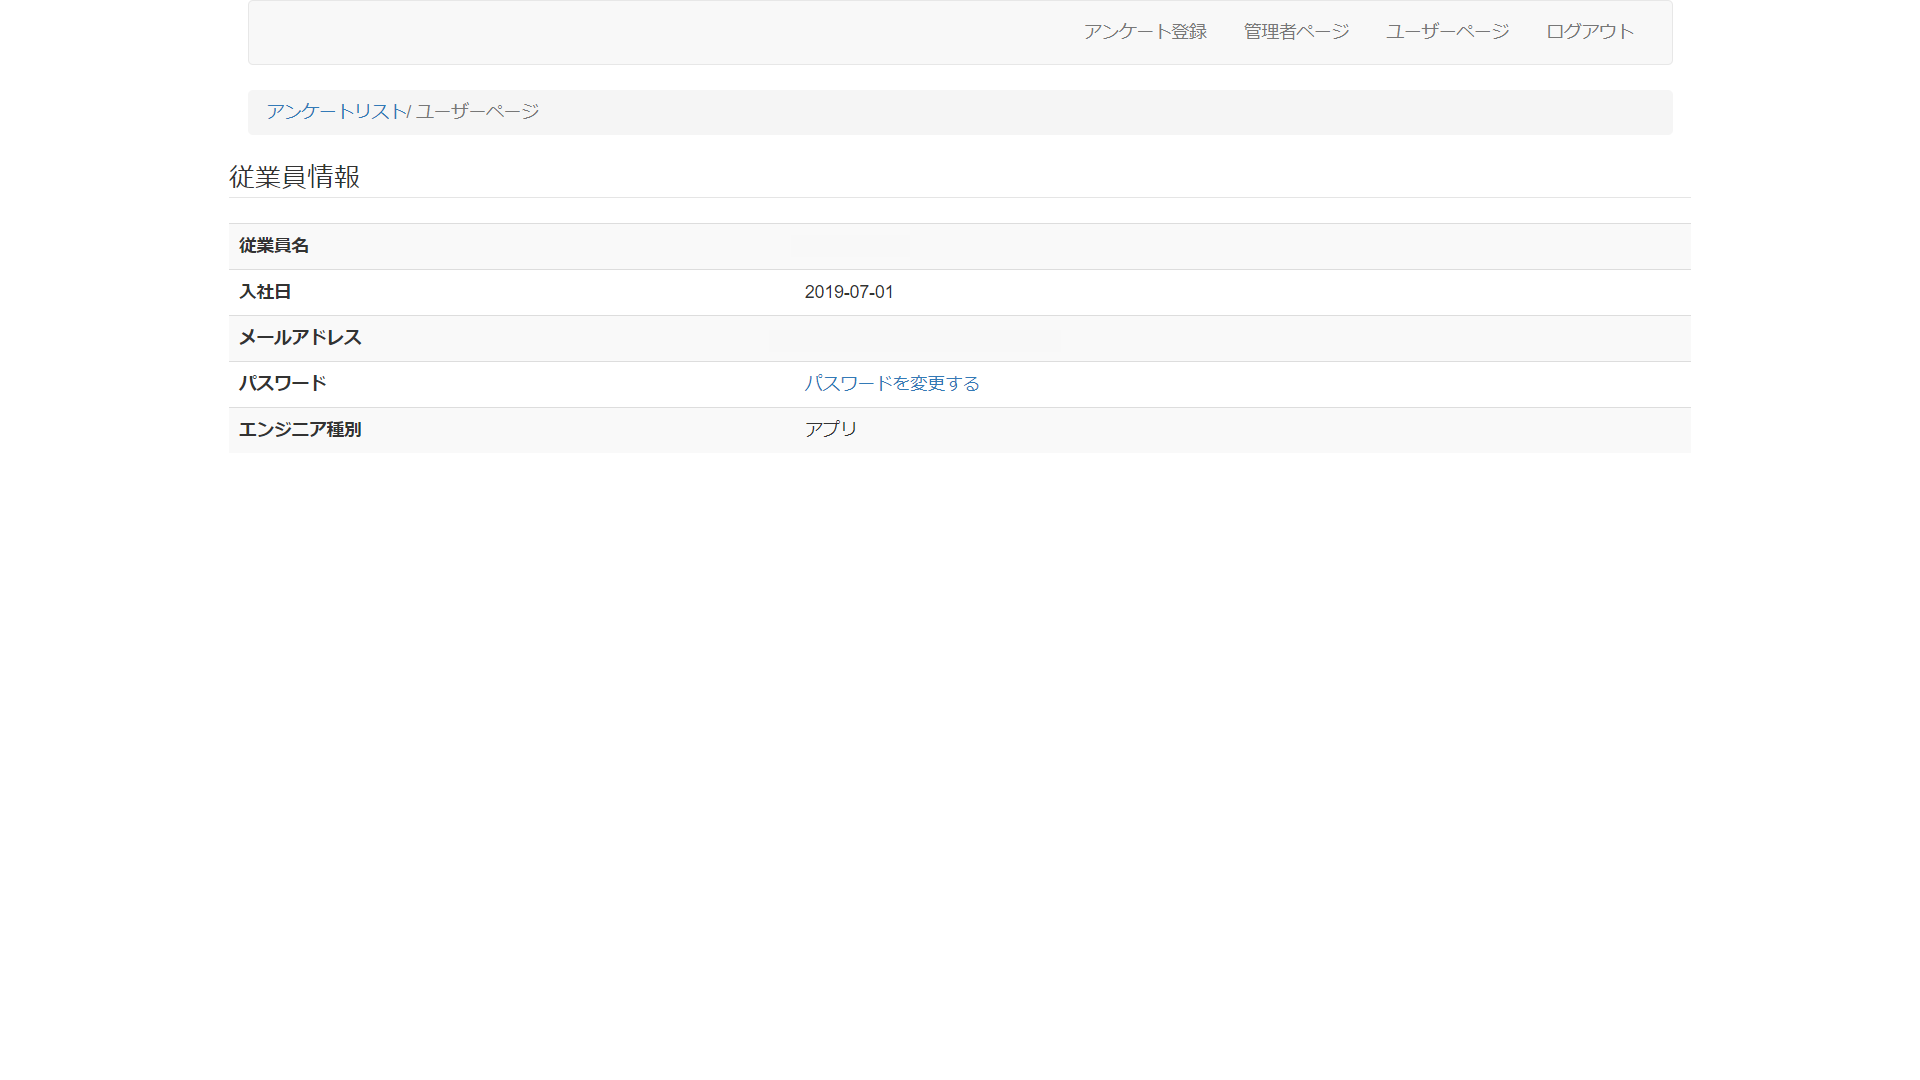 アンケート登録 管理者ページ ユーザーページ ログアウト
アンケートリスト/ ユーザーページ
従業員情報
従業員名
入社日 2019-07-01
メールアドレス
パスワード パスワードを変更する
エンジニア種別 アプリ